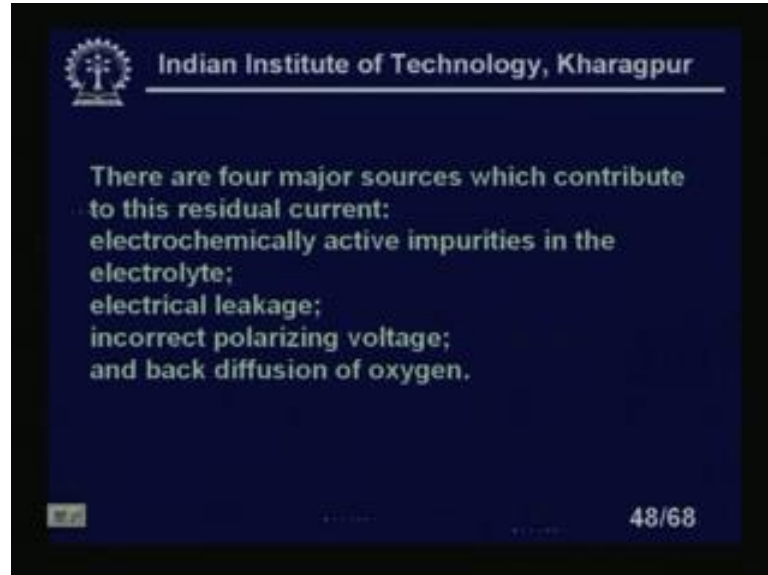 Indian Institute of Technology, Kharagpur
There are four major sources which contribute
to this residual current:
electrochemically active impurities in the
electrolyte;
electrical leakage;
incorrect polarizing voltage;
and back diffusion of oxygen.
48/68